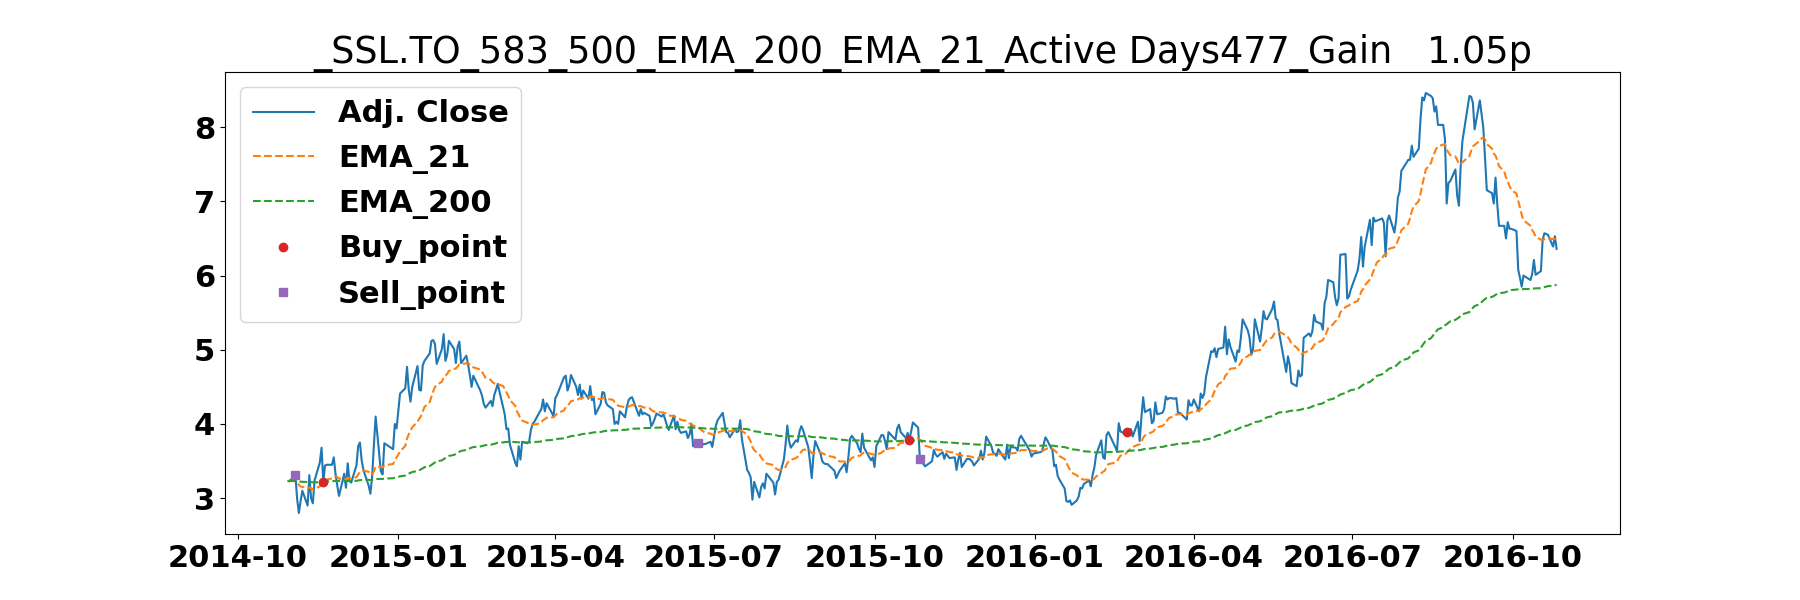 _SSL.TO_583_500_EMA_200_EMA_21_Active Days477_Gain   1.05p
Adj. Close
EMA_21
EMA_200
Buy_point
Sell_point
8
7
6
5
4
3
2014-10 2015-01 2015-04 2015-07 2015-10 2016-01 2016-04 2016-07 2016-10